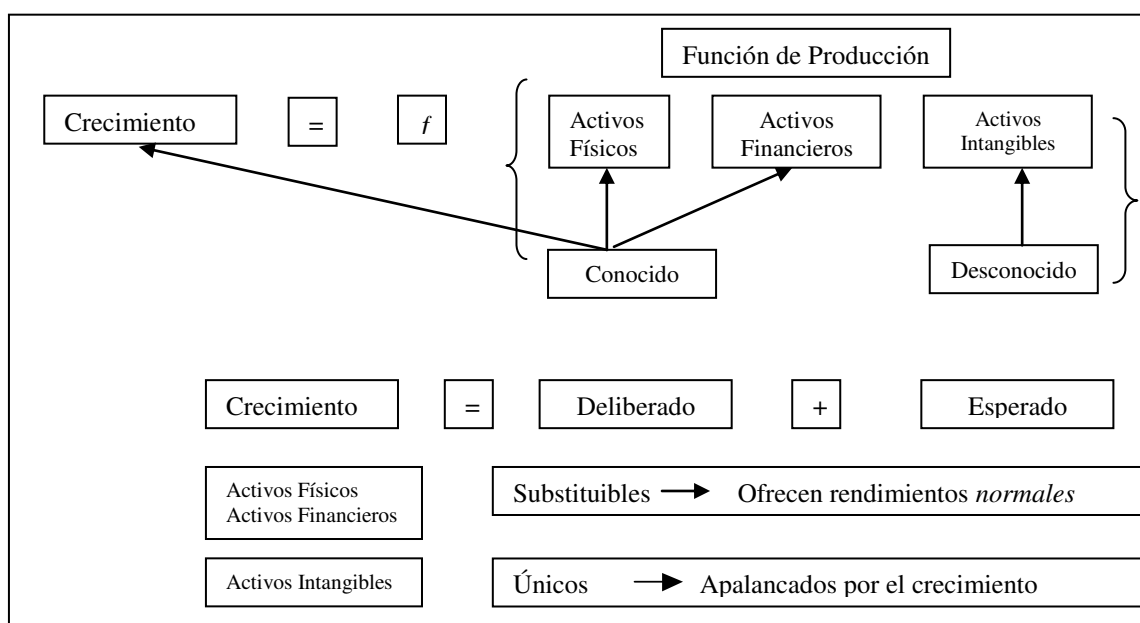 Función de Producción
Crecimiento = f Activos Físicos Activos Financieros Activos Intangibles
Conocido Desconocido
Crecimiento = Deliberado + Esperado
Activos Físicos
Activos Financieros
Substituibles → Ofrecen rendimientos normales
Activos Intangibles Únicos → Apalancados por el crecimiento